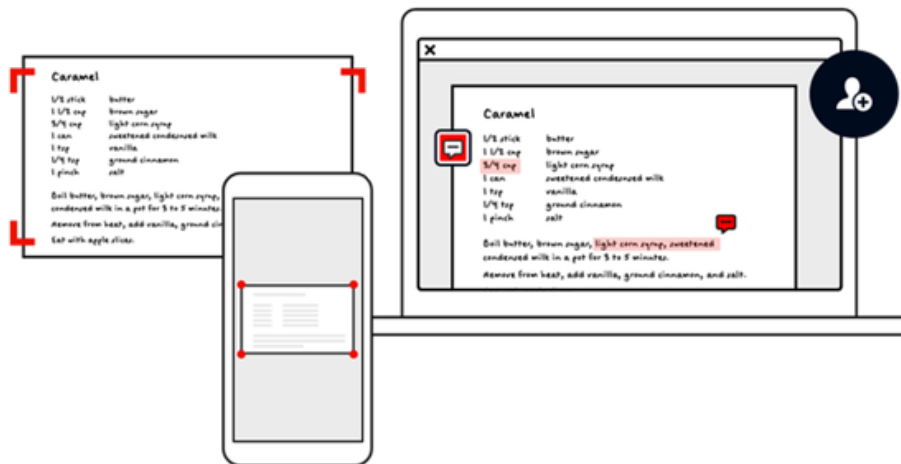 Caramel
1/2 stick butter
1 1/2 cup brown sugar
3/4 cup light corn syrup
1 can sweetened condensed milk
1 tsp vanilla
1/4 tsp ground cinnamon
1 pinch salt
Boil butter, brown sugar, light corn syrup,
condensed milk in a pot for 3 to 5 minutes.
Remove from heat, add vanilla, ground
Eat with apple slices.
Caramel
1/2 stick butter
1 1/2 cup brown sugar
3/4 cup light corn syrup
1 can sweetened condensed milk
1 tsp vanilla
1/4 tsp ground cinnamon
1 pinch salt
Boil butter, brown sugar, light corn syrup, sweetened
condensed milk in a pot for 3 to 5 minutes.
Remove from heat, add vanilla, ground cinnamon, and salt.